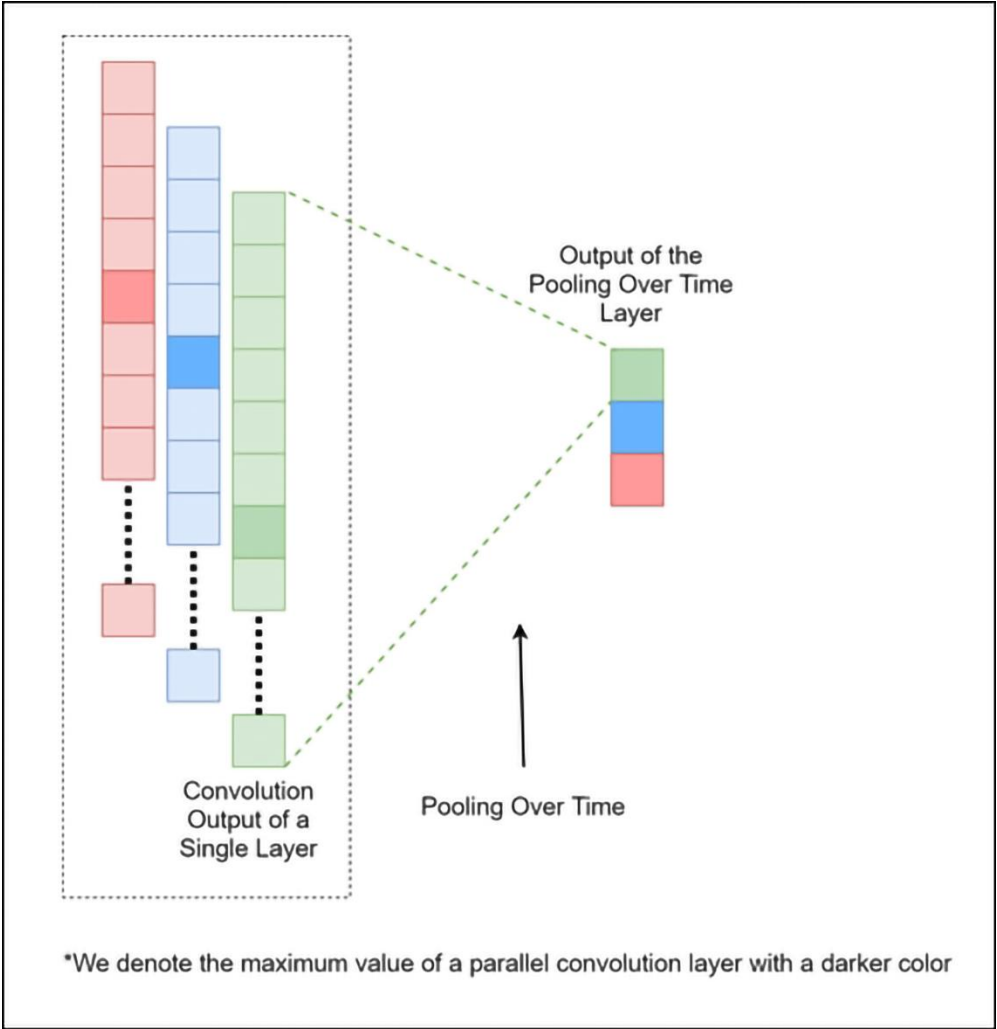 Output of the
Pooling Over Time
Layer
Convolution
Output of a
Single Layer
Pooling Over Time
*We denote the maximum value of a parallel convolution layer with a darker color